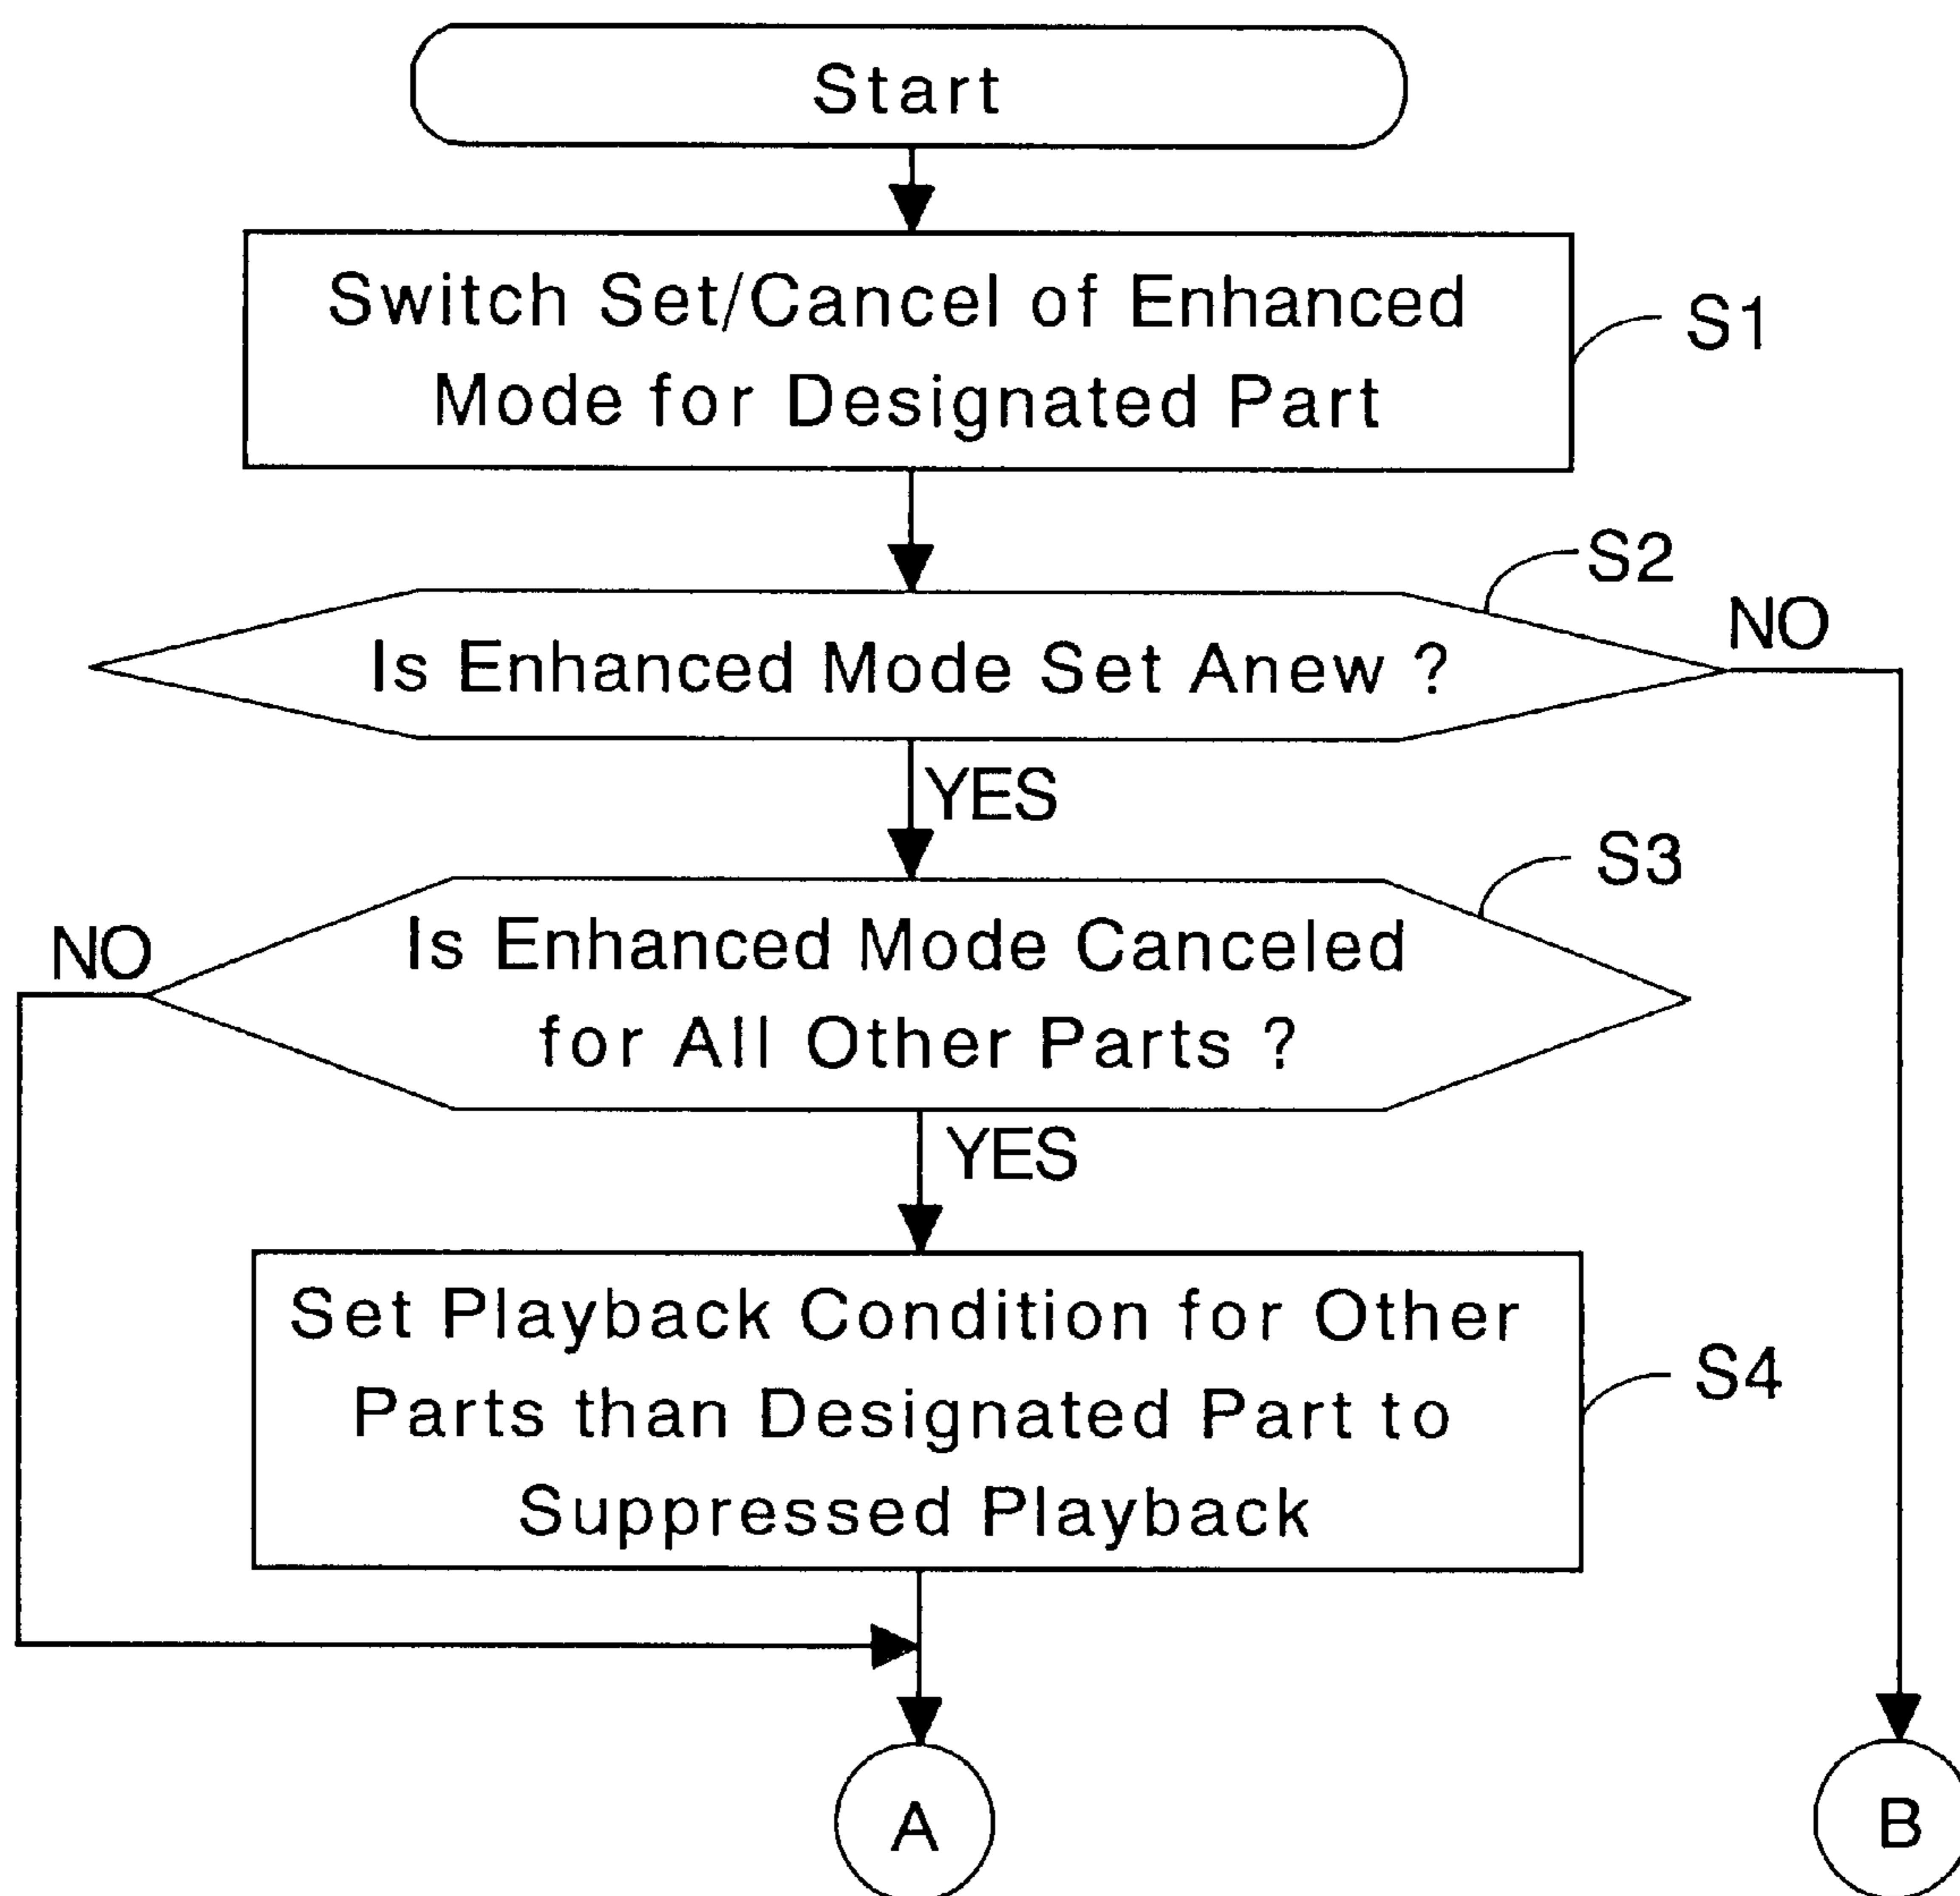 Start
Switch Set/Cancel of Enhanced
Mode for Designated Part
S1
S2
NO
Is Enhanced Mode Set Anew ?
YES
S3
NO
Is Enhanced Mode Canceled
for All Other Parts ?
YES
Set Playback Condition for Other
Parts than Designated Part to
Suppressed Playback
S4
A
B